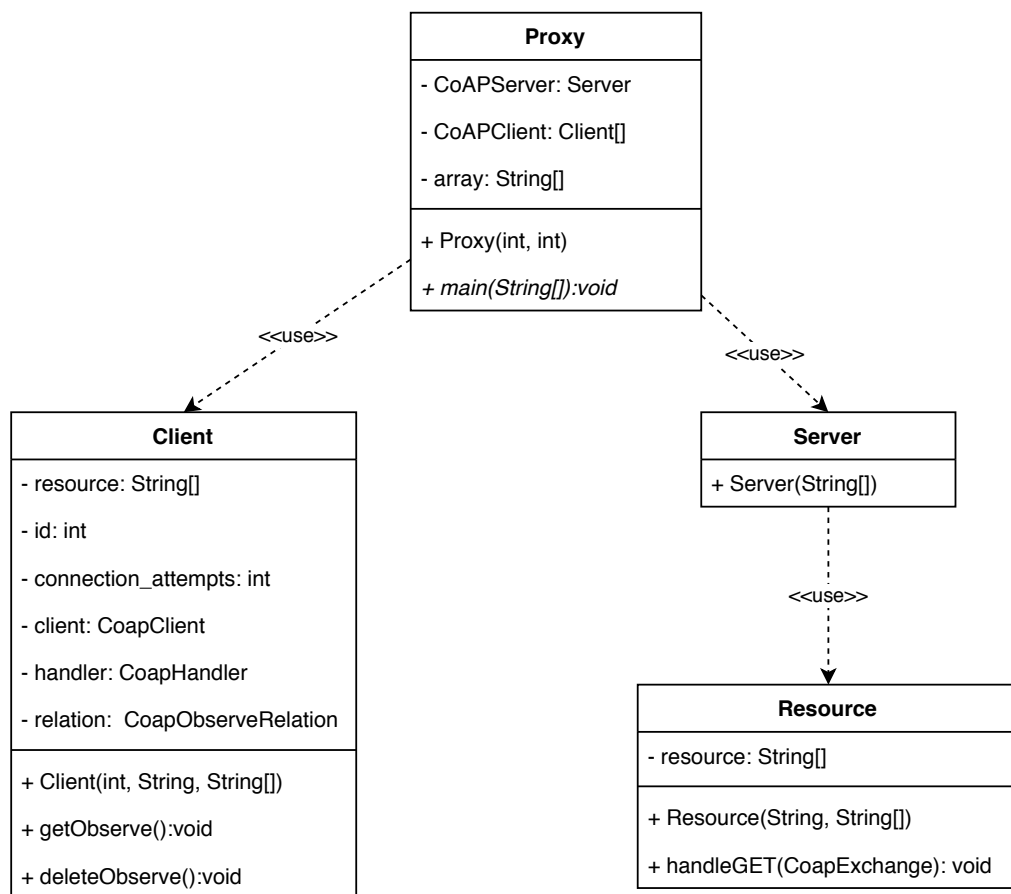 Proxy
- CoAPServer: Server
- CoAPClient: Client[]
- array: String[]
+ Proxy(int, int)
+ main(String[]):void
<<use>>
<<use>>
Client
- resource: String[]
- id: int
- connection_attempts: int
- client: CoapClient
- handler: CoapHandler
- relation:  CoapObserveRelation
+ Client(int, String, String[])
+ getObserve():void
+ deleteObserve():void
Server
+ Server(String[])
<<use>>
Resource
- resource: String[]
+ Resource(String, String[])
+ handleGET(CoapExchange): void